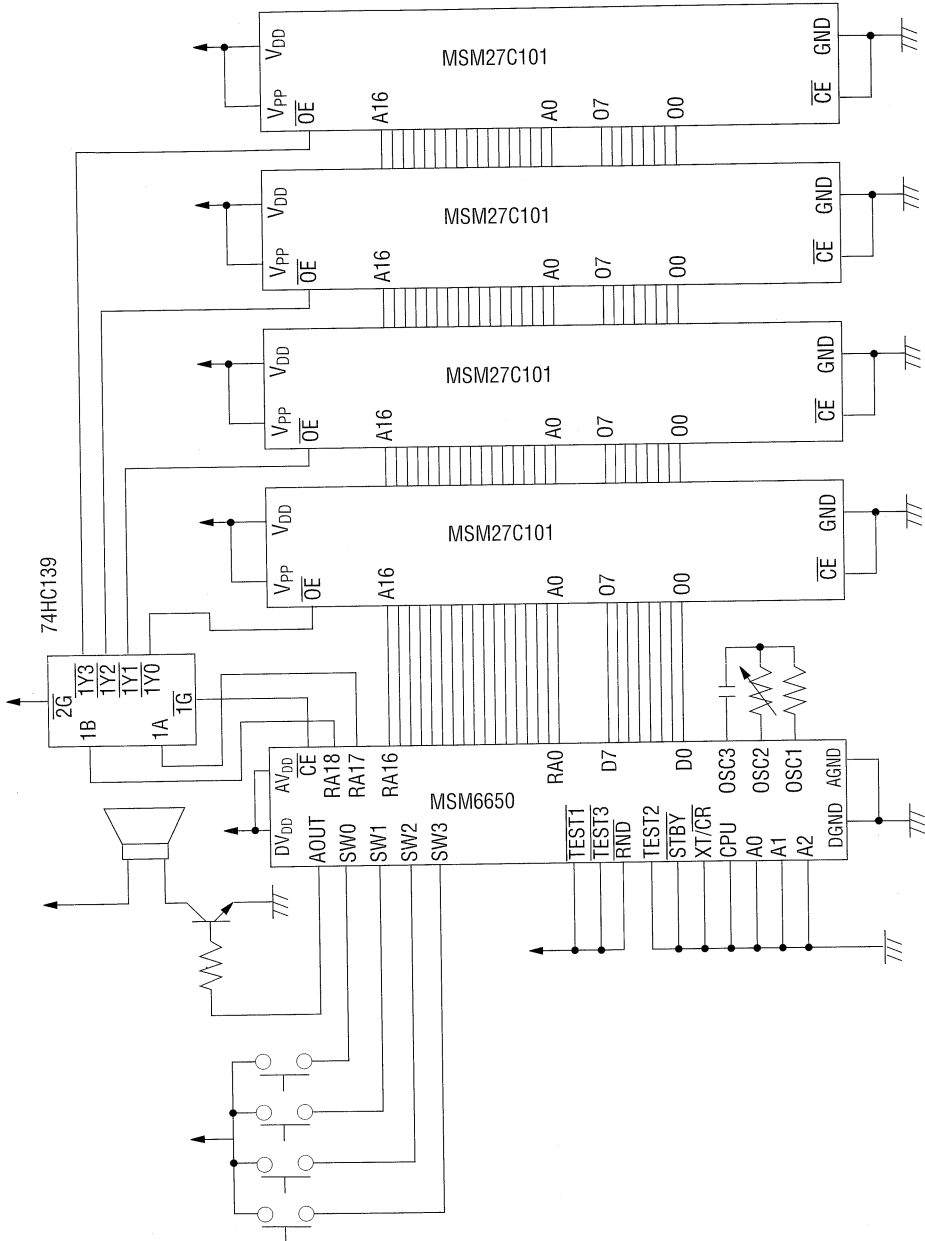 VDD
VPP
OE
A16
MSM27C101
A0
O7
O0
GND
CE
VDD
VPP
OE
A16
MSM27C101
A0
O7
O0
GND
CE
VDD
VPP
OE
A16
MSM27C101
A0
O7
O0
GND
CE
VDD
VPP
OE
A16
MSM27C101
A0
O7
O0
GND
CE
74HC139
2G
1B
1A
1Y3
1Y2
1Y1
1Y0
1G
DVDD
AVDD
CE
RA18
RA17
RA16
RA0
D7
D0
OSC3
OSC2
OSC1
AGND
DGND
MSM6650
AOUT
SW0
SW1
SW2
SW3
TEST1
TEST3
RND
TEST2
STBY
XT/CR
CPU
A0
A1
A2